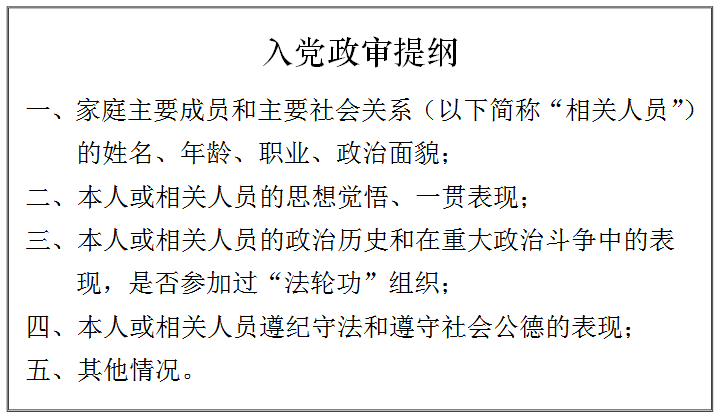 入党政审提纲
一、家庭主要成员和主要社会关系（以下简称“相关人员”）
的姓名、年龄、职业、政治面貌；
二、本人或相关人员的思想觉悟、一贯表现；
三、本人或相关人员的政治历史和在重大政治斗争中的表
现，是否参加过“法轮功”组织；
四、本人或相关人员遵纪守法和遵守社会公德的表现；
五、其他情况。